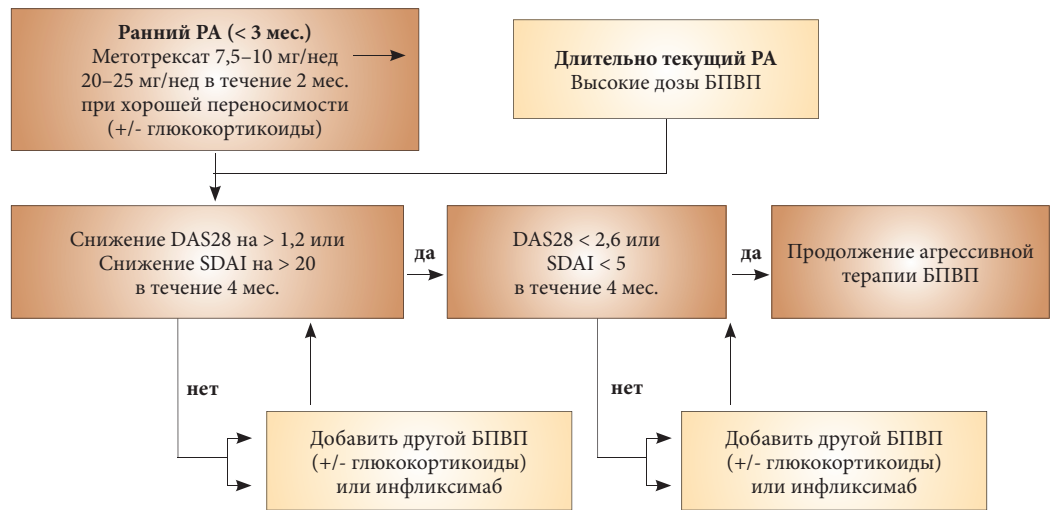 Ранний РА (< 3 мес.)
Метотрексат 7,5–10 мг/нед
20–25 мг/нед в течение 2 мес.
при хорошей переносимости
(+/- глюкокортикоиды)
Длительно текущий РА
Высокие дозы БПВП
Снижение DAS28 на > 1,2 или
Снижение SDAI на > 20
в течение 4 мес.
да
DAS28 < 2,6 или
SDAI < 5
в течение 4 мес.
да
Продолжение агрессивной
терапии БПВП
нет
Добавить другой БПВП
(+/- глюкокортикоиды)
или инфликсимаб
нет
Добавить другой БПВП
(+/- глюкокортикоиды)
или инфликсимаб